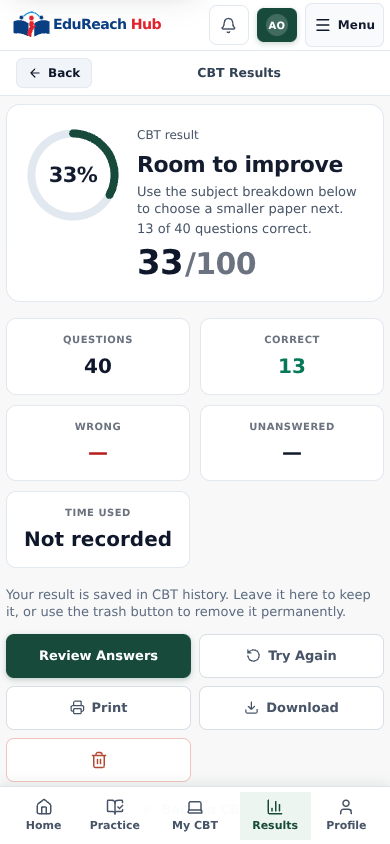 EduReach Hub
AO
Menu
Back
CBT Results
33%
CBT result
Room to improve
Use the subject breakdown below
to choose a smaller paper next.
13 of 40 questions correct.
33/100
QUESTIONS
40
CORRECT
13
WRONG
—
UNANSWERED
—
TIME USED
Not recorded
Your result is saved in CBT history. Leave it here to keep
it, or use the trash button to remove it permanently.
Review Answers
Try Again
Print
Download
Home
Practice
My CBT
Results
Profile